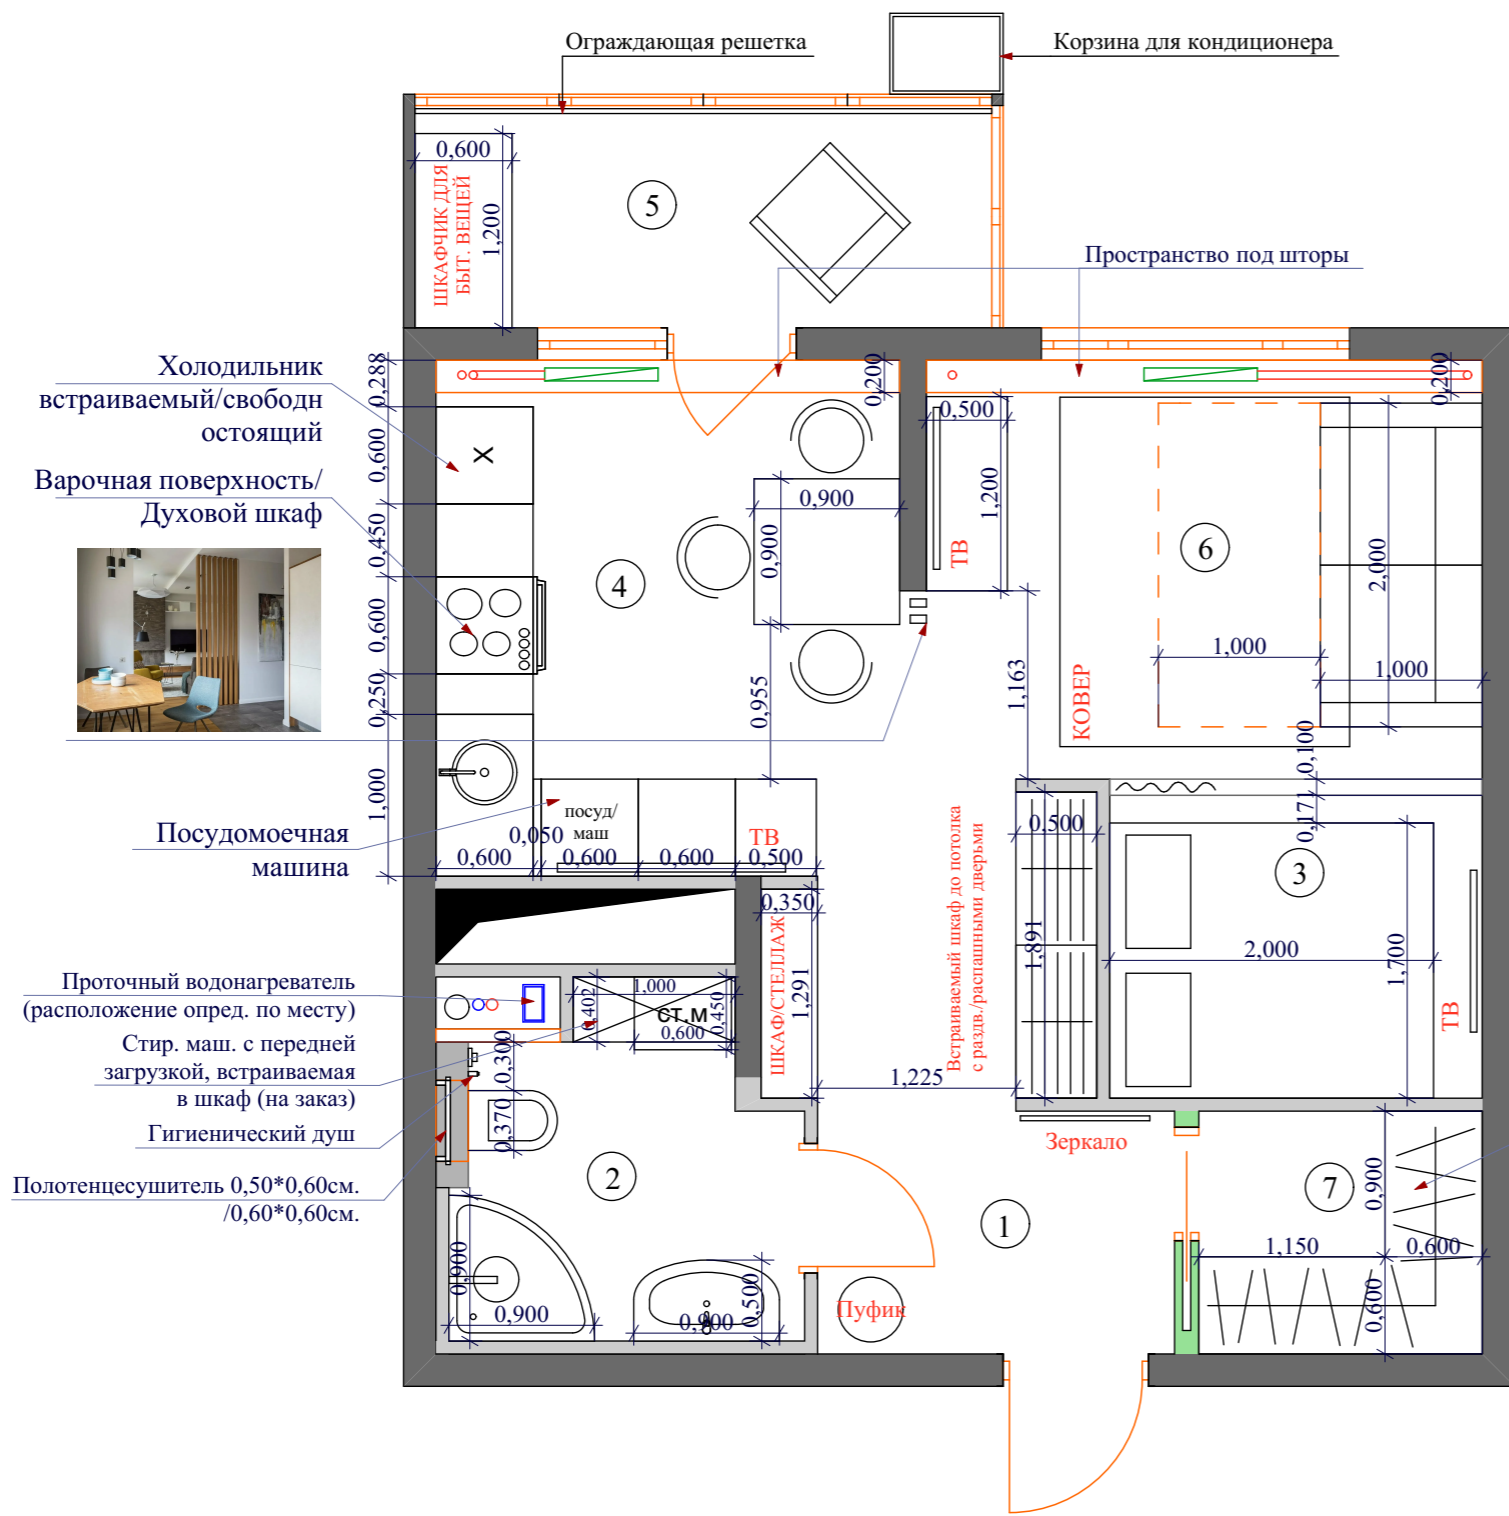 Ограждающая решетка
Корзина для кондиционера
0,600
ШКАФЧИК ДЛЯ
БЫТ. ВЕЩЕЙ
1,200
5
Пространство под шторы
Холодильник
встраиваемый/свободн
остоящий
Варочная поверхность/
Духовой шкаф
0,288
0,600
0,450
0,600
0,250
1,000
0,200
0,500
0,200
X
0,900
0,900
1,200
ТВ
4
6
2,000
1,000
1,000
КОВЕР
1,163
0,955
0,100
0,171
Посудомоечная
машина
посуд/
маш
ТВ
0,050
0,600
0,600
0,600
0,500
0,350
ШКАФ/СТЕЛЛАЖ
1,291
Встраиваемый шкаф до потолка
с раздв./распашными дверьми
0,500
1,891
3
2,000
1,700
ТВ
Проточный водонагреватель
(расположение опред. по месту)
Стир. маш. с передней
загрузкой, встраиваемая
в шкаф (на заказ)
Гигиенический душ
Полотенцесушитель 0,50*0,60см.
/0,60*0,60см.
1,000
0,402
ст.м
0,450
0,600
0,300
0,370
1,225
Зеркало
2
1
7
0,900
1,150
0,600
0,600
0,900
0,900
0,900
0,500
Пуфик